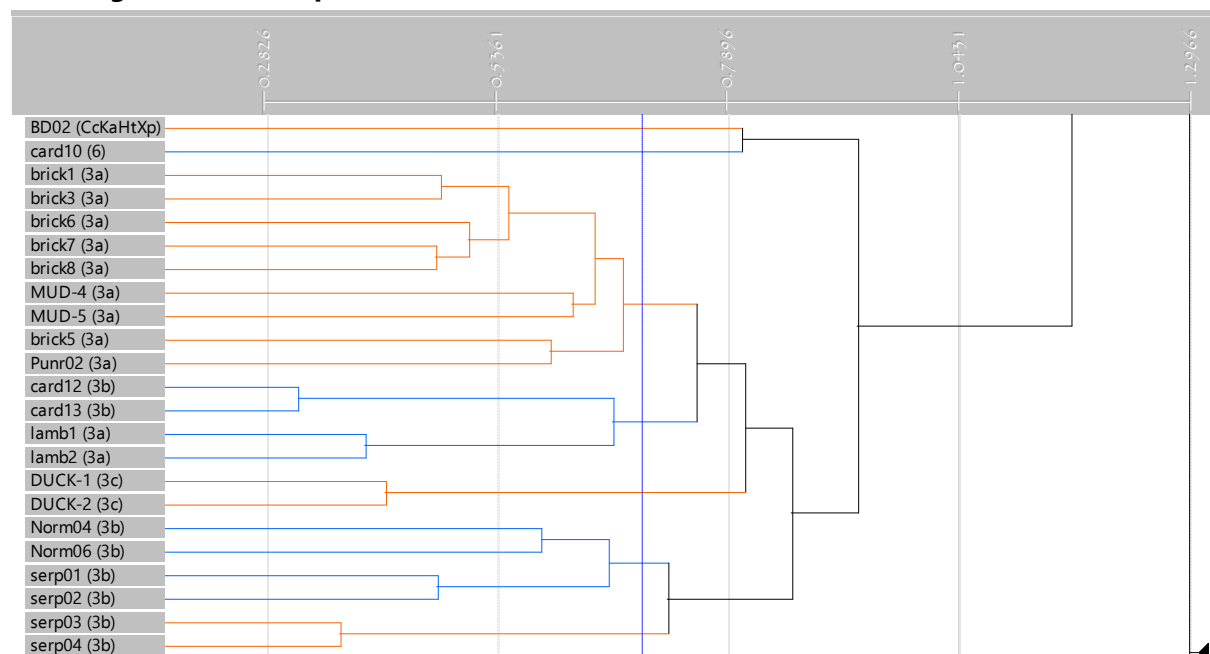 0.2826
0.5361
0.7896
1.0431
1.2966
BD02 (CcKaHtXp)
card10 (6)
brick1 (3a)
brick3 (3a)
brick6 (3a)
brick7 (3a)
brick8 (3a)
MUD-4 (3a)
MUD-5 (3a)
brick5 (3a)
Punr02 (3a)
card12 (3b)
card13 (3b)
lamb1 (3a)
lamb2 (3a)
DUCK-1 (3c)
DUCK-2 (3c)
Norm04 (3b)
Norm06 (3b)
serp01 (3b)
serp02 (3b)
serp03 (3b)
serp04 (3b)